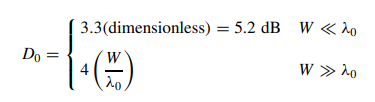 D₀ = { 3.3(dimensionless) = 5.2 dB W ≪ λ₀
4 (W/λ₀) W ≫ λ₀